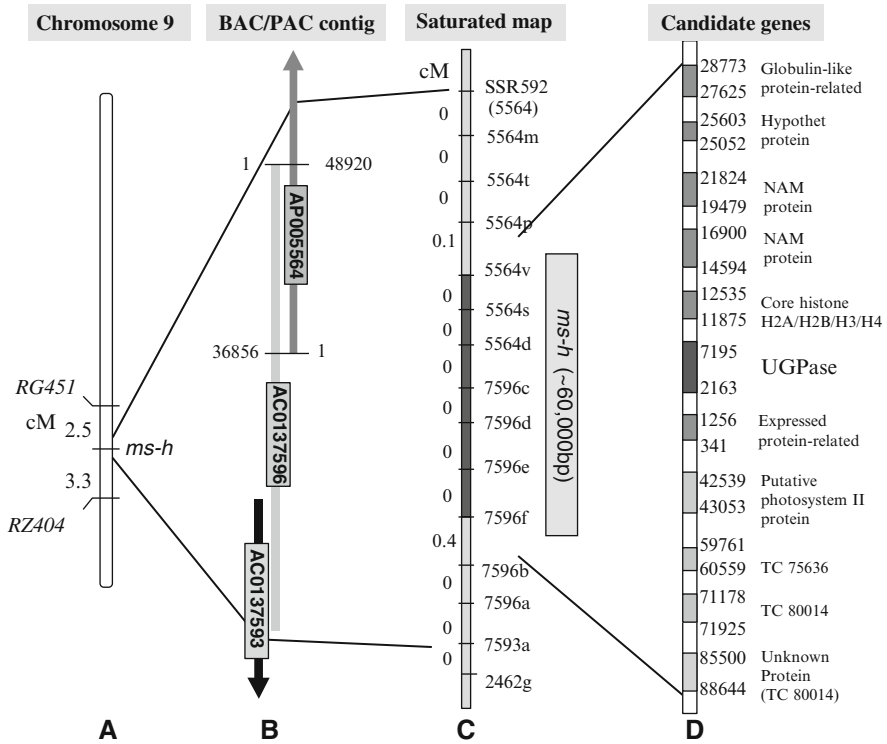 Chromosome 9
BAC/PAC contig
Saturated map
Candidate genes
RG451
cM
2.5
ms-h
3.3
RZ404
A
1
48920
AP005564
36856
1
AC0137596
AC0137593
B
cM
SSR592
(5564)
0
5564m
0
5564t
0
5564p
0.1
5564v
0
5564s
0
5564d
0
7596c
0
7596d
0
7596e
0
7596f
0.4
7596b
0
7596a
0
7593a
0
2462g
ms-h (~60,000bp)
C
28773
27625
Globulin-like
protein-related
25603
25052
Hypothet
protein
21824
19479
NAM
protein
16900
14594
NAM
protein
12535
11875
Core histone
H2A/H2B/H3/H4
7195
2163
UGPase
1256
341
Expressed
protein-related
42539
43053
Putative
photosystem II
protein
59761
60559
TC 75636
71178
71925
TC 80014
85500
88644
Unknown
Protein
(TC 80014)
D